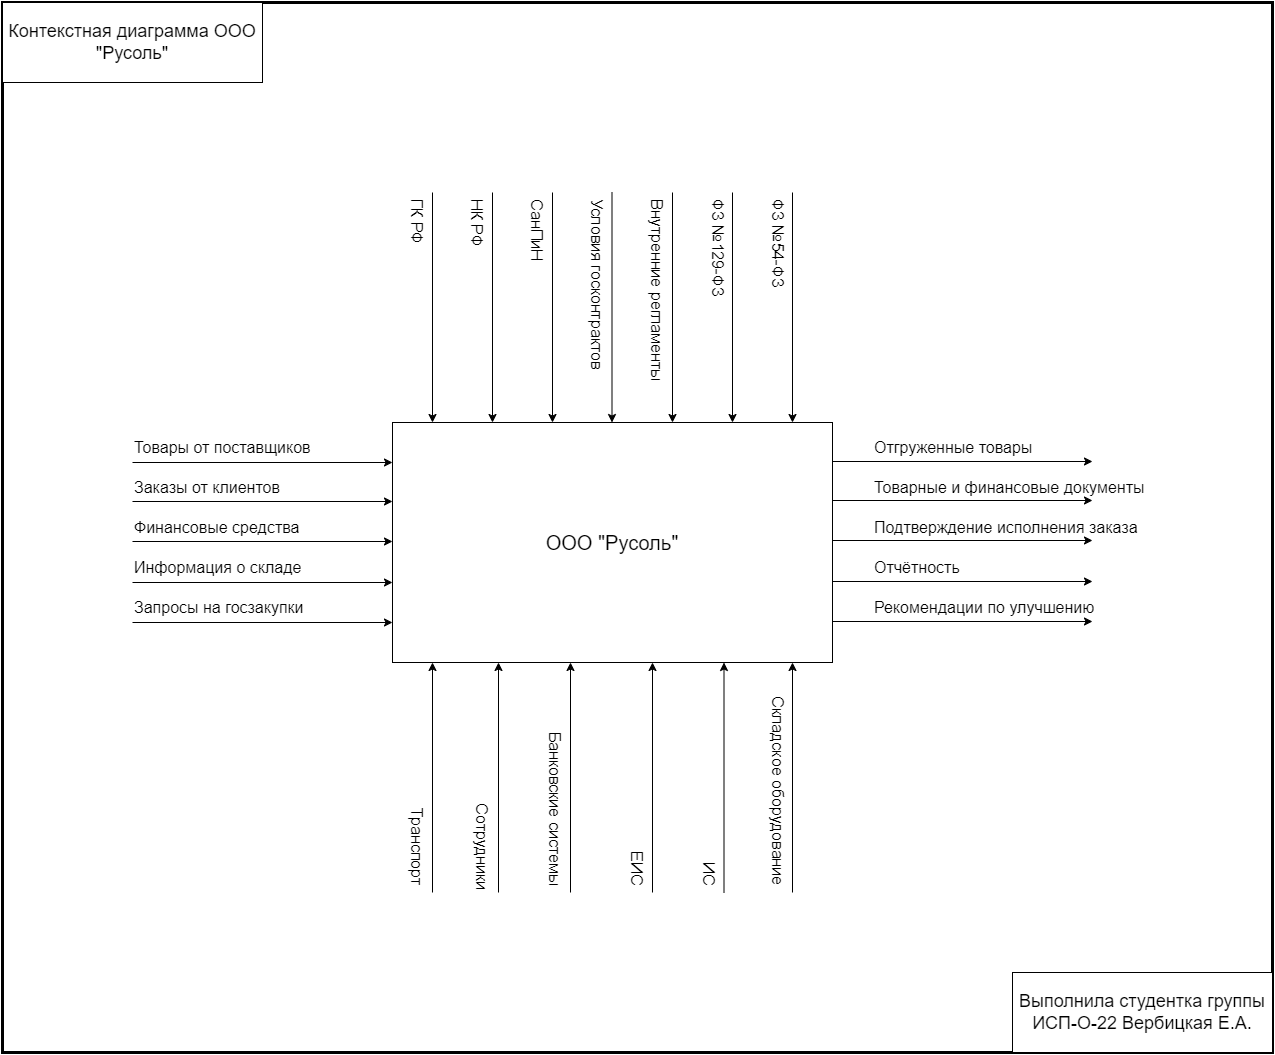 Контекстная диаграмма ООО
"Русоль"
ГК РФ
НК РФ
СанПиН
Условия госконтрактов
Внутренние регламенты
ФЗ №129-ФЗ
ФЗ №54-ФЗ
Товары от поставщиков
Заказы от клиентов
Финансовые средства
Информация о складе
Запросы на госзакупки
ООО "Русоль"
Отгруженные товары
Товарные и финансовые документы
Подтверждение исполнения заказа
Отчётность
Рекомендации по улучшению
Транспорт
Сотрудники
Банковские системы
ЕИС
ИС
Складское оборудование
Выполнила студентка группы
ИСП-О-22 Вербицкая Е.А.